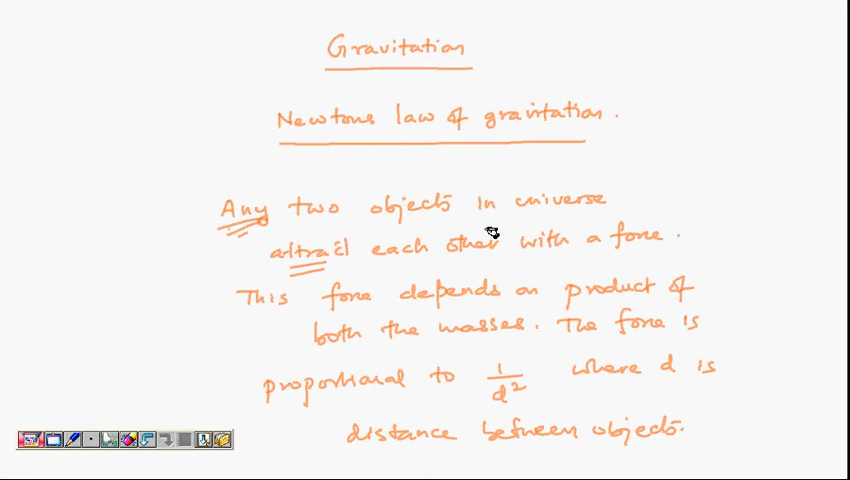 Gravitation
Newtons law of gravitation.
Any two objects in universe
attract each other with a force.
This force depends on product of
both the masses. The force is
proportional to 1/d² where d is
distance between objects.